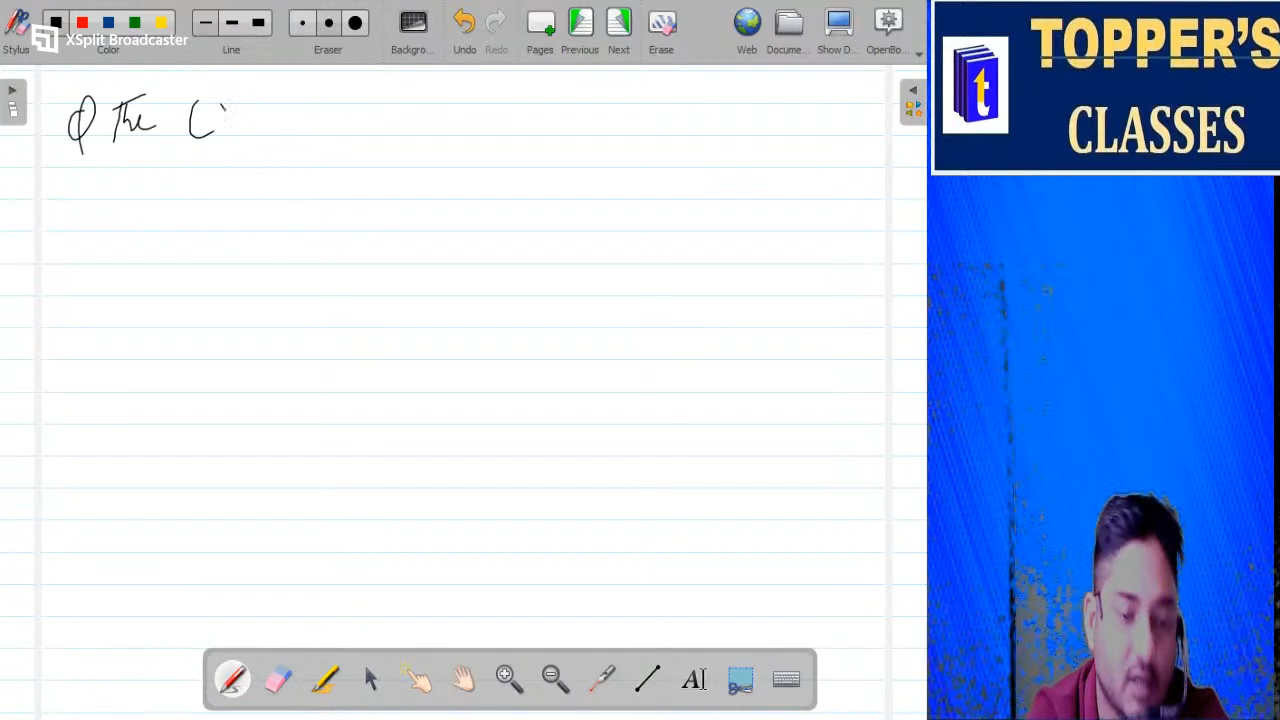 Stylus
Color
Line
Eraser
Backgro...
Undo
Redo
Pages
Previous
Next
Erase
Web
Docume...
Show D...
OpenBo...
XSplit Broadcaster
TOPPER'S
CLASSES
t
The
AI